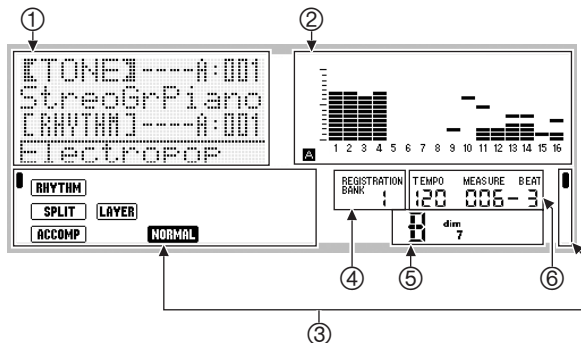 ① ②
【TONE】----A:001
StreoGrPiano
[RHYTHM]----A:001
Electropop
A 1 2 3 4 5 6 7 8 9 10 11 12 13 14 15 16
RHYTHM
SPLIT LAYER
ACCOMP NORMAL
REGISTRATION BANK 1
TEMPO MEASURE BEAT
120 006-3
B dim 7
④ ⑤ ⑥
③